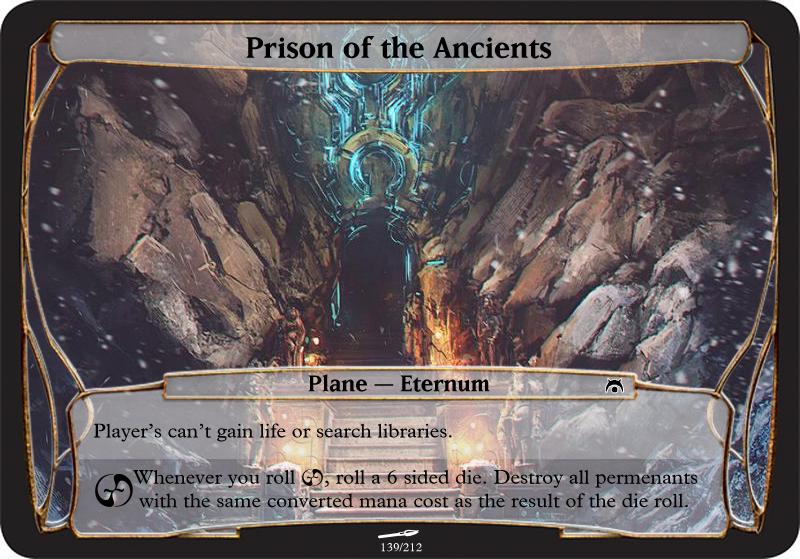 Prison of the Ancients
Plane — Eternum
Player's can't gain life or search libraries.
Whenever you roll , roll a 6 sided die. Destroy all permenants
with the same converted mana cost as the result of the die roll.
139/212